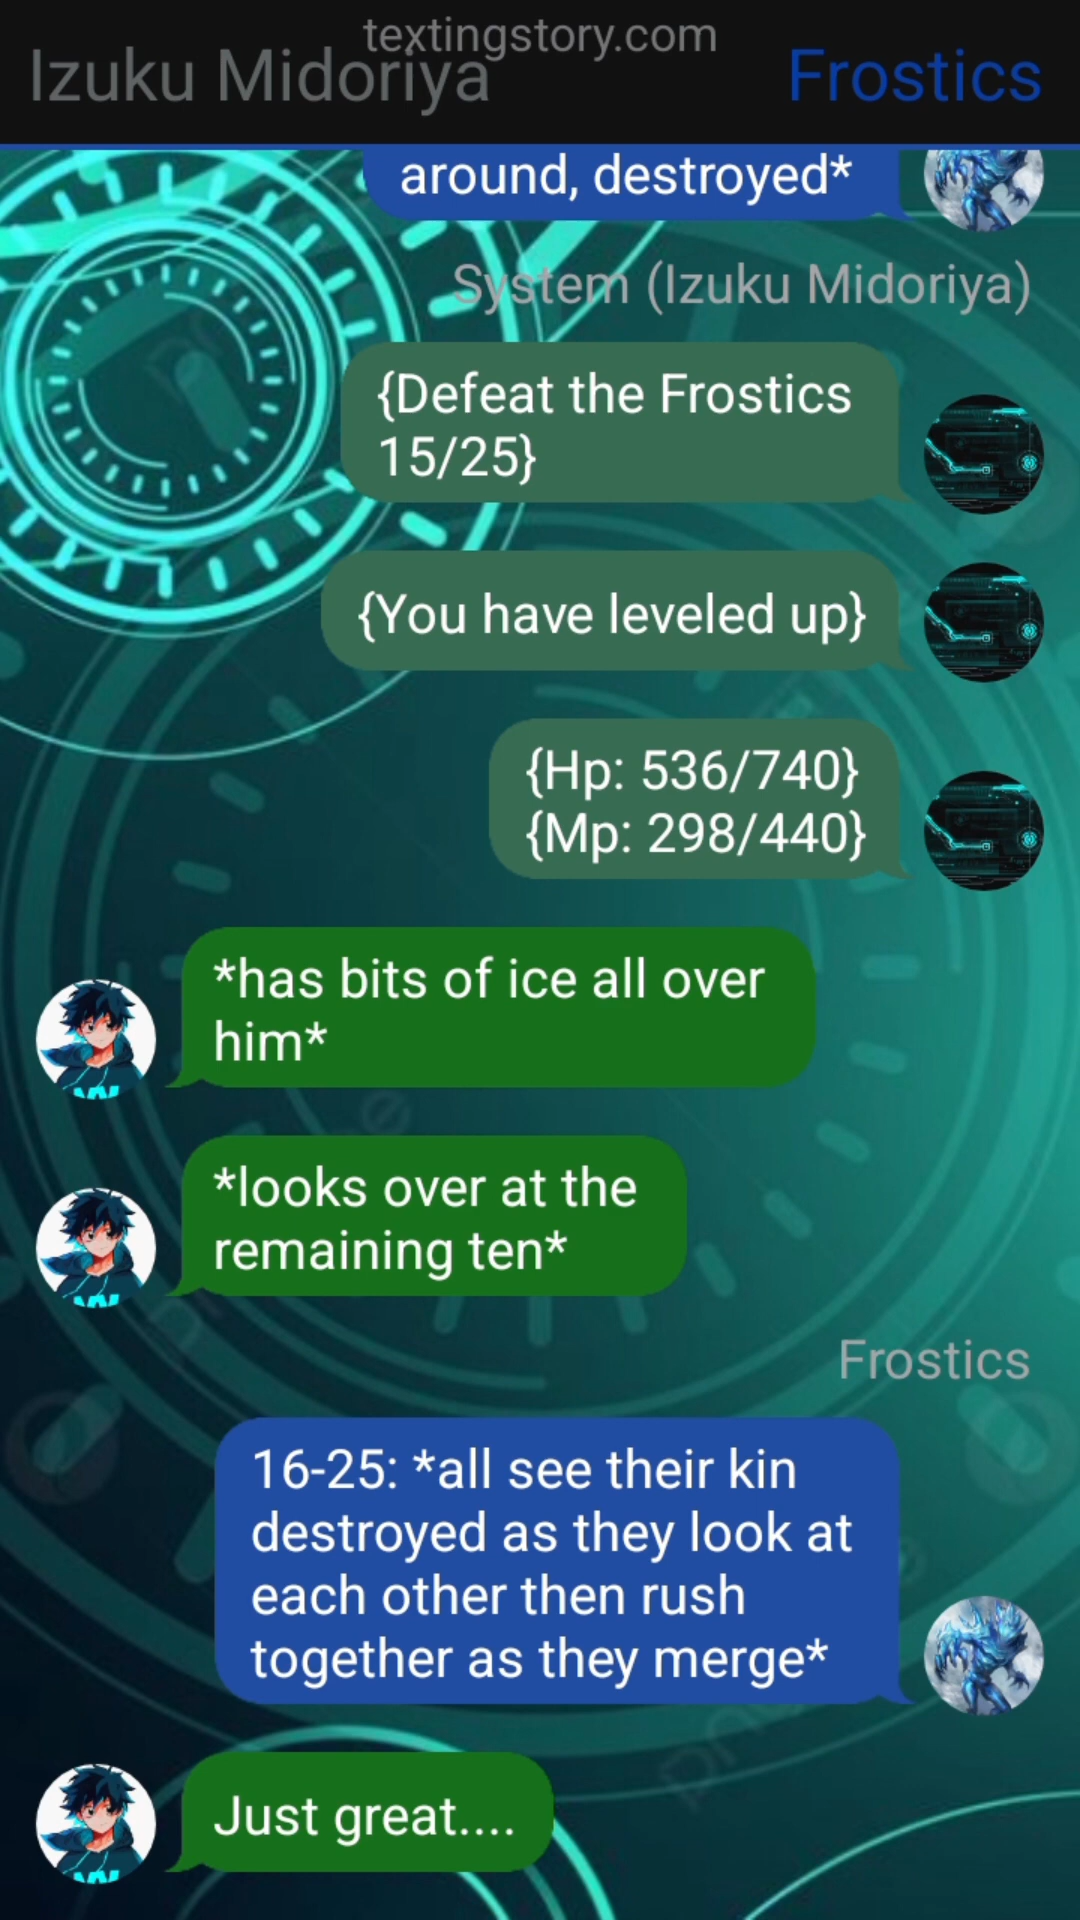 textingstory.com
Izuku Midoriya
Frostics
around, destroyed*
System (Izuku Midoriya)
{Defeat the Frostics
15/25}
{You have leveled up}
{Hp: 536/740}
{Mp: 298/440}
*has bits of ice all over
him*
*looks over at the
remaining ten*
Frostics
16-25: *all see their kin
destroyed as they look at
each other then rush
together as they merge*
Just great....